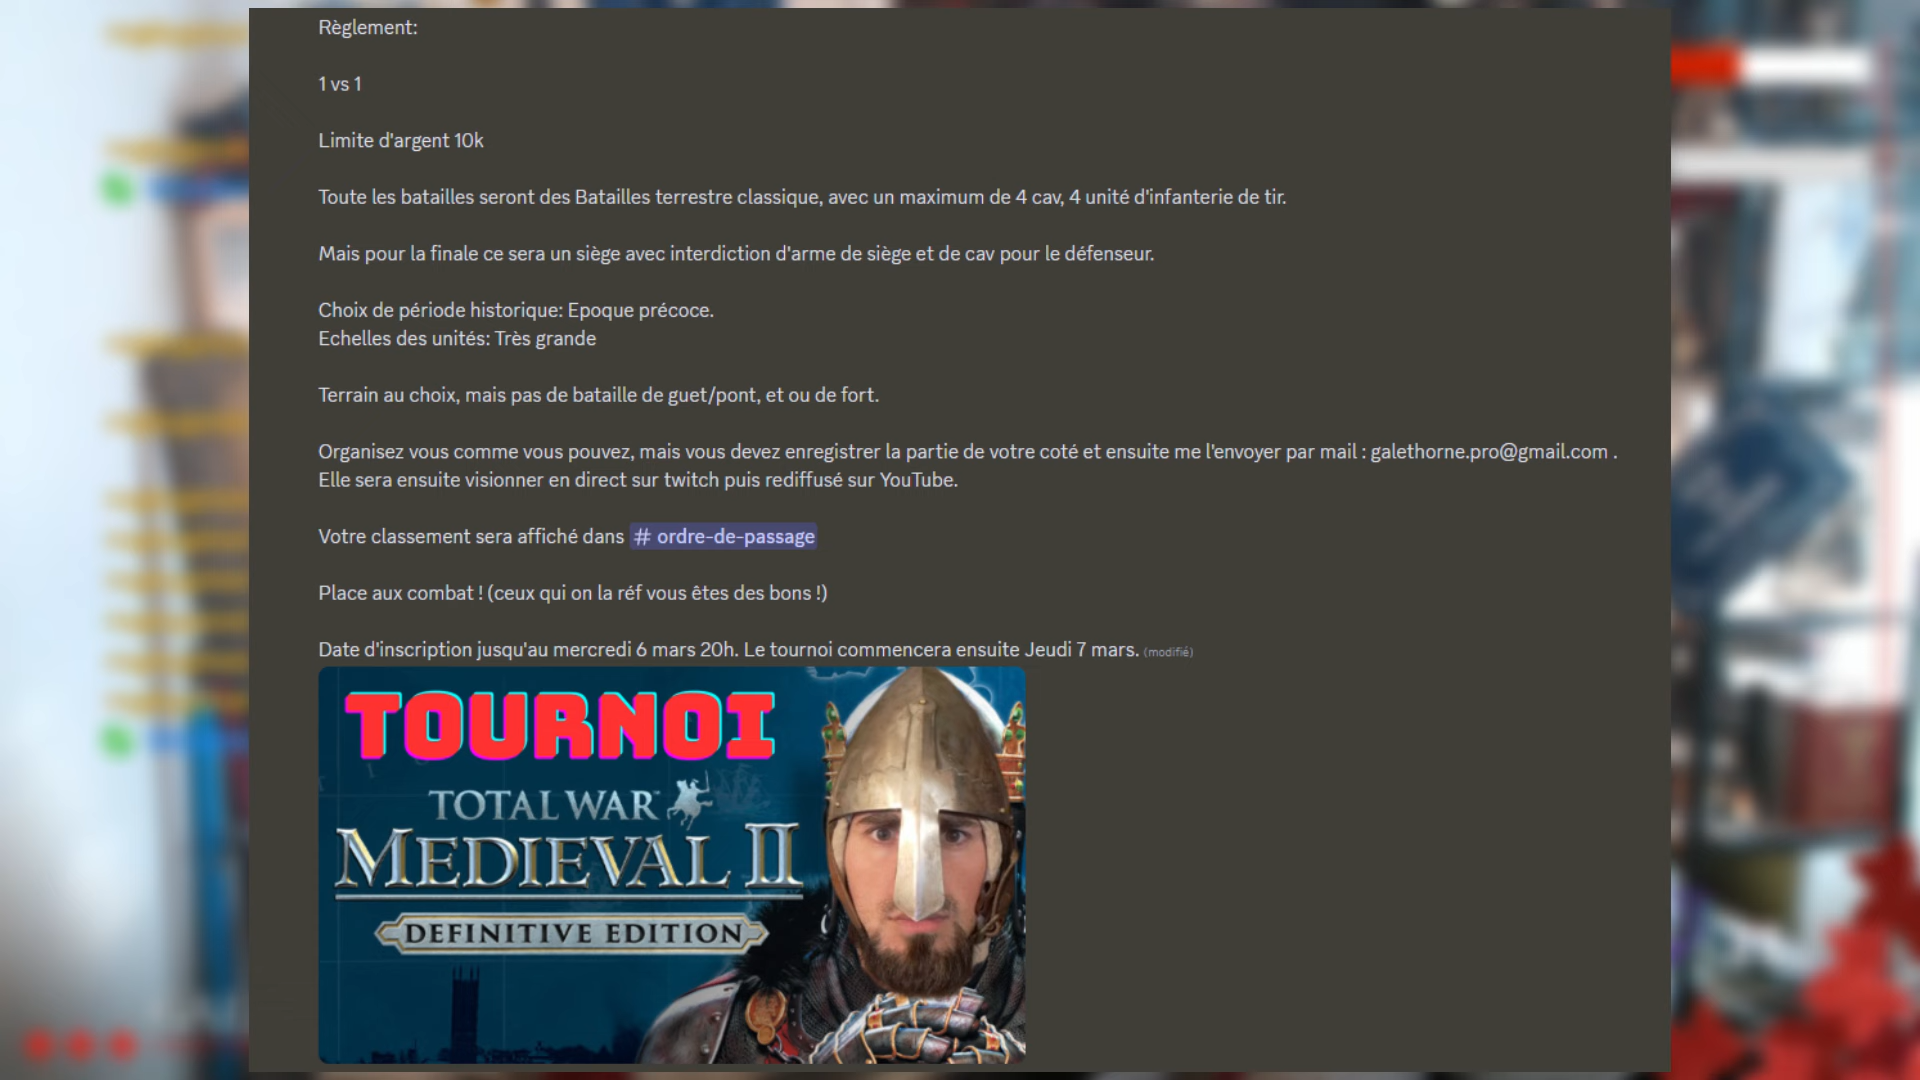 Règlement:
1 vs 1
Limite d'argent 10k
Toute les batailles seront des Batailles terrestre classique, avec un maximum de 4 cav, 4 unité d'infanterie de tir.
Mais pour la finale ce sera un siège avec interdiction d'arme de siège et de cav pour le défenseur.
Choix de période historique: Epoque précoce.
Echelles des unités: Très grande
Terrain au choix, mais pas de bataille de guet/pont, et ou de fort.
Organisez vous comme vous pouvez, mais vous devez enregistrer la partie de votre coté et ensuite me l'envoyer par mail : galethorne.pro@gmail.com .
Elle sera ensuite visionner en direct sur twitch puis rediffusé sur YouTube.
Votre classement sera affiché dans # ordre-de-passage
Place aux combat ! (ceux qui on la réf vous êtes des bons !)
Date d'inscription jusqu'au mercredi 6 mars 20h. Le tournoi commencera ensuite Jeudi 7 mars. (modifié)
TOURNOI
TOTAL WAR™
MEDIEVAL II
DEFINITIVE EDITION